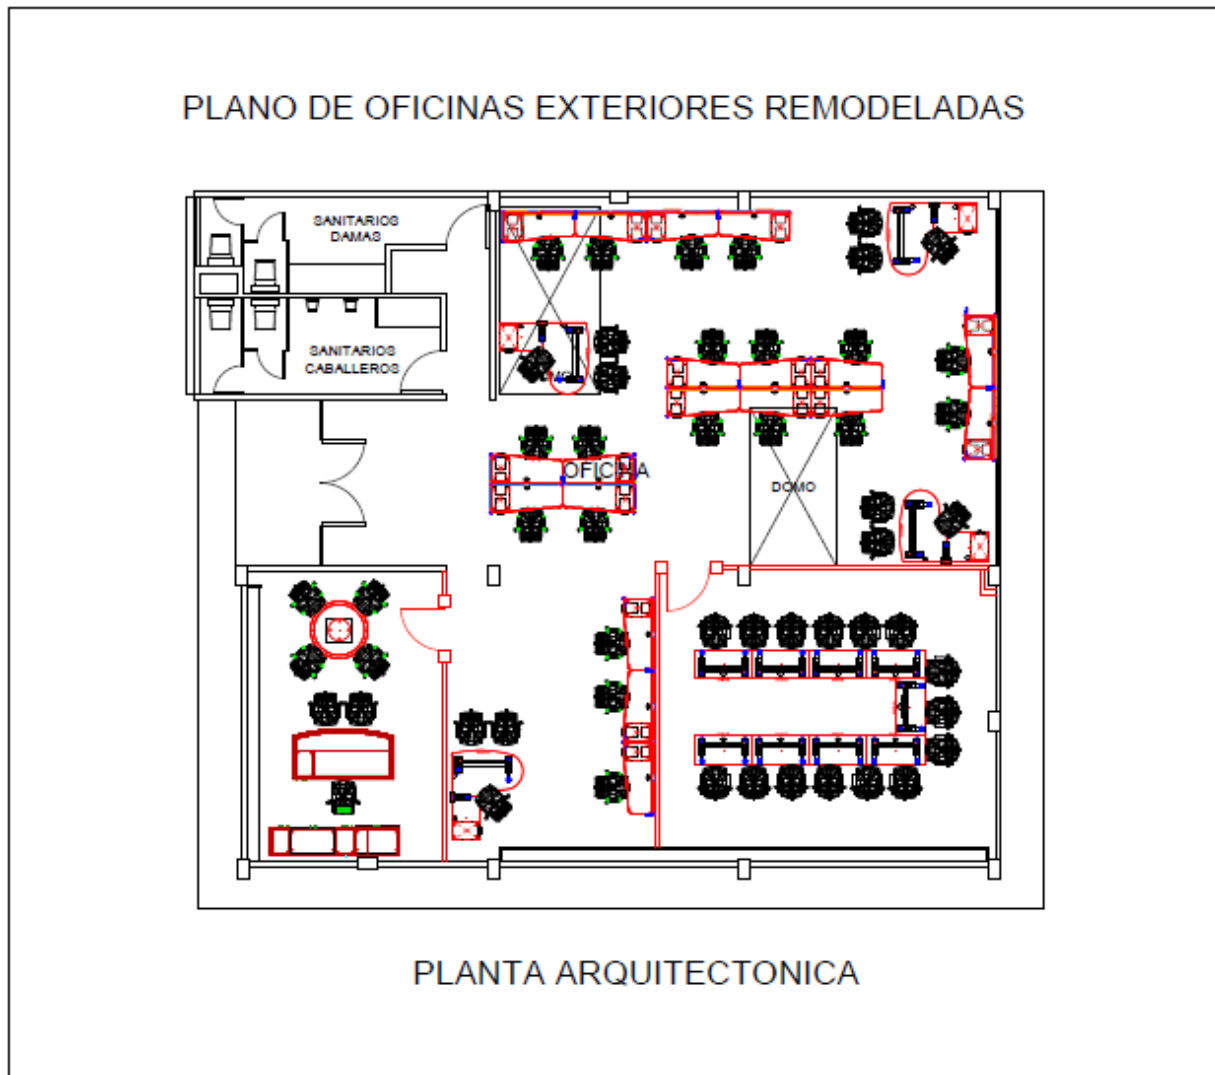 PLANO DE OFICINAS EXTERIORES REMODELADAS
SANITARIOS
DAMAS
SANITARIOS
CABALLEROS
OFICINA
DOMO
PLANTA ARQUITECTONICA